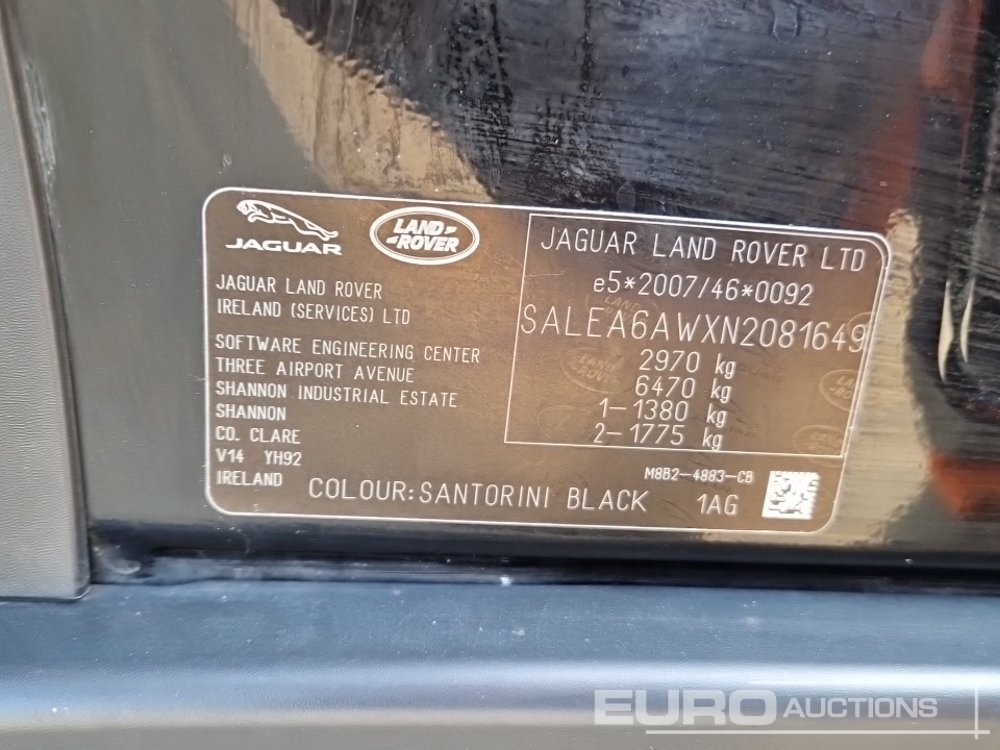 JAGUAR
LAND
ROVER
JAGUAR LAND ROVER
IRELAND (SERVICES) LTD
SOFTWARE ENGINEERING CENTER
THREE AIRPORT AVENUE
SHANNON INDUSTRIAL ESTATE
SHANNON
CO. CLARE
V14 YH92
IRELAND
JAGUAR LAND ROVER LTD
e5*2007/46*0092
SALEA6AWXN2081649
2970 kg
6470 kg
1-1380 kg
2-1775 kg
M8B2-4883-CB
COLOUR:SANTORINI BLACK 1AG
EURO AUCTIONS